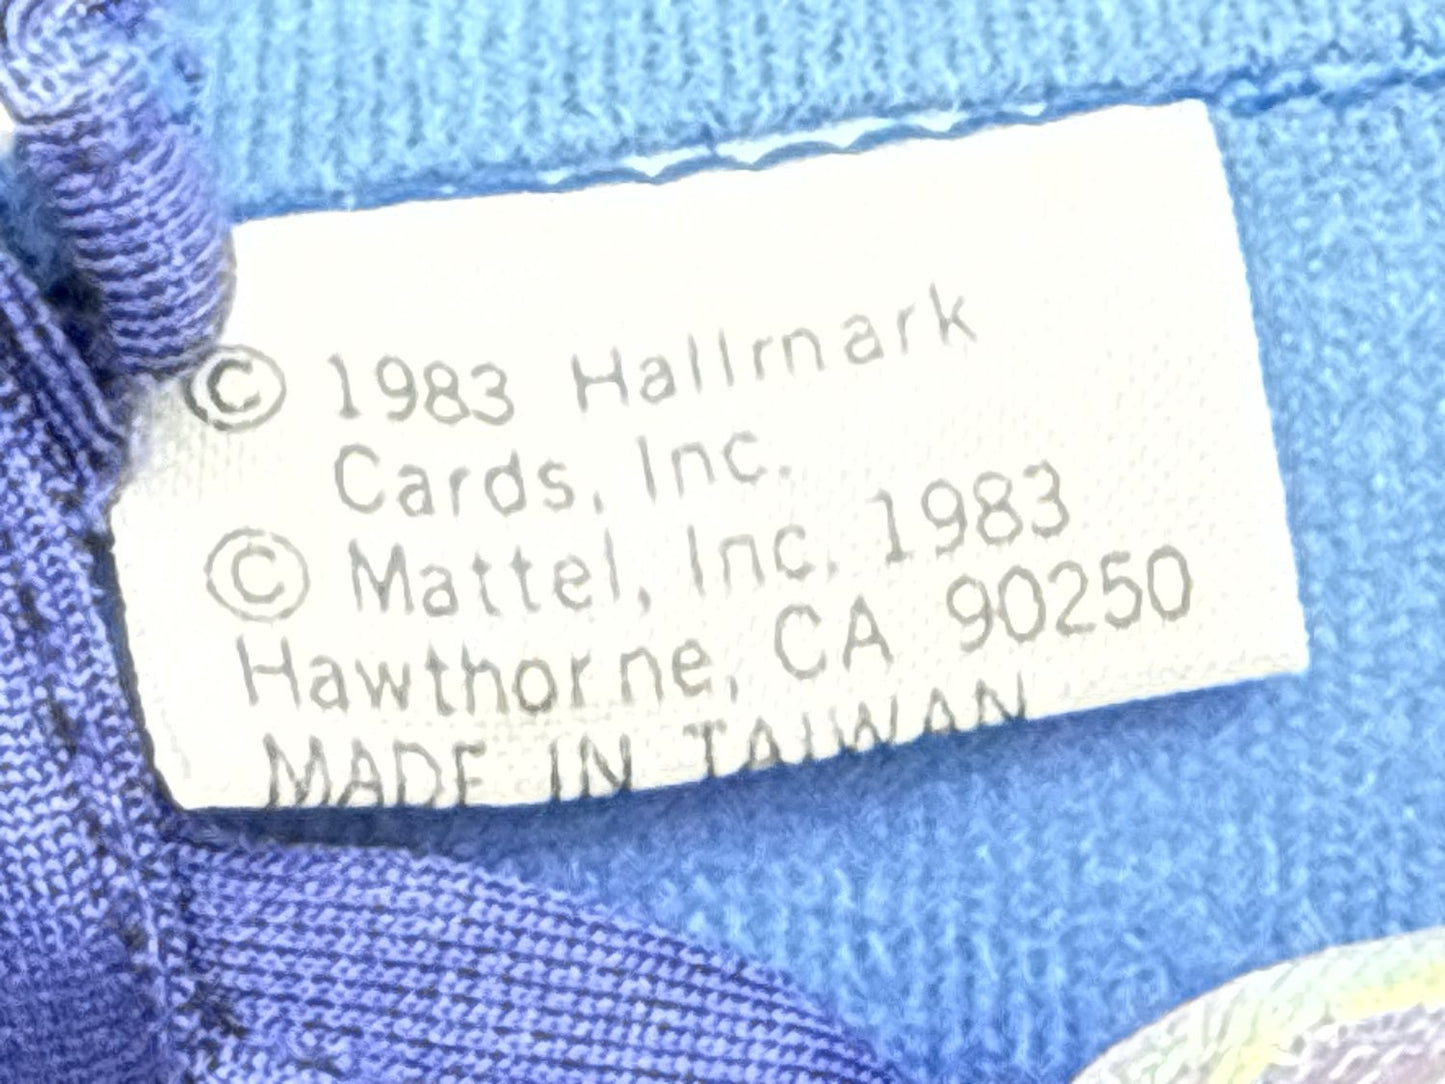 © 1983 Hallmark
Cards, Inc.
© Mattel, Inc. 1983
Hawthorne, CA 90250
MADE IN TAIWAN